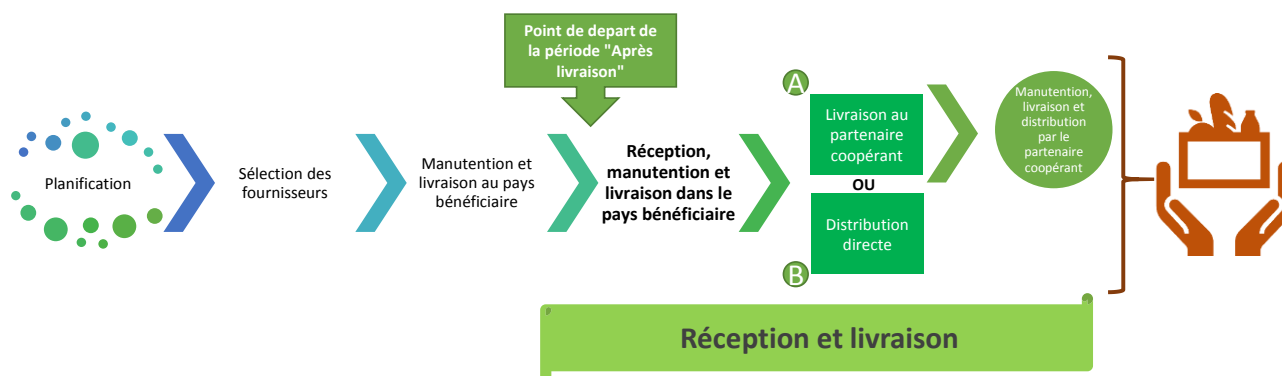 Point de depart de
la période "Après
livraison"
Planification
Sélection des
fournisseurs
Manutention et
livraison au pays
bénéficiaire
Réception,
manutention et
livraison dans le
pays bénéficiaire
A
Livraison au
partenaire
coopérant
OU
Distribution
directe
B
Manutention,
livraison et
distribution
par le
partenaire
coopérant
Réception et livraison